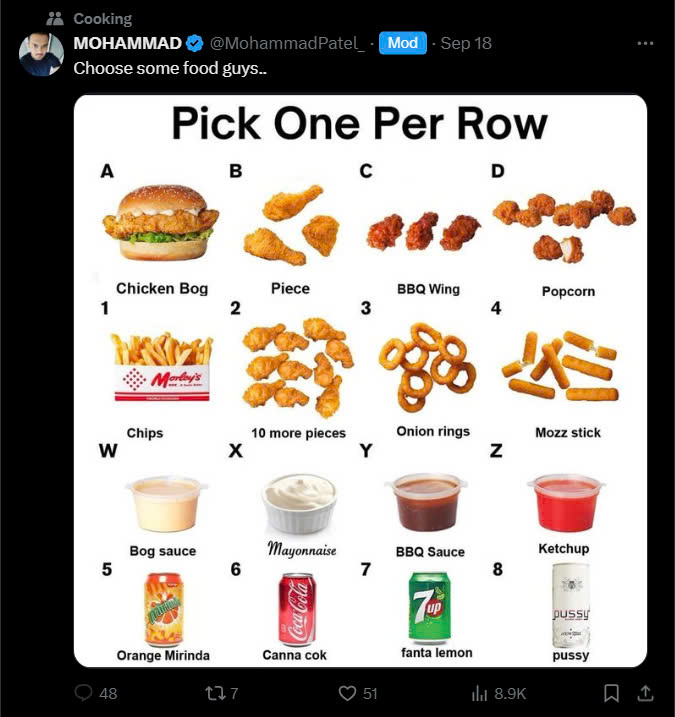 Cooking
MOHAMMAD @MohammadPatel_ · Mod · Sep 18
Choose some food guys..
Pick One Per Row
A B C D
Chicken Bog Piece BBQ Wing Popcorn
1 2 3 4
Morley's
Chips 10 more pieces Onion rings Mozz stick
W X Y Z
Bog sauce Mayonnaise BBQ Sauce Ketchup
5 6 7 8
Mirinda Coca-Cola 7up pussy
Orange Mirinda Canna cok fanta lemon pussy
48 7 51 8.9K